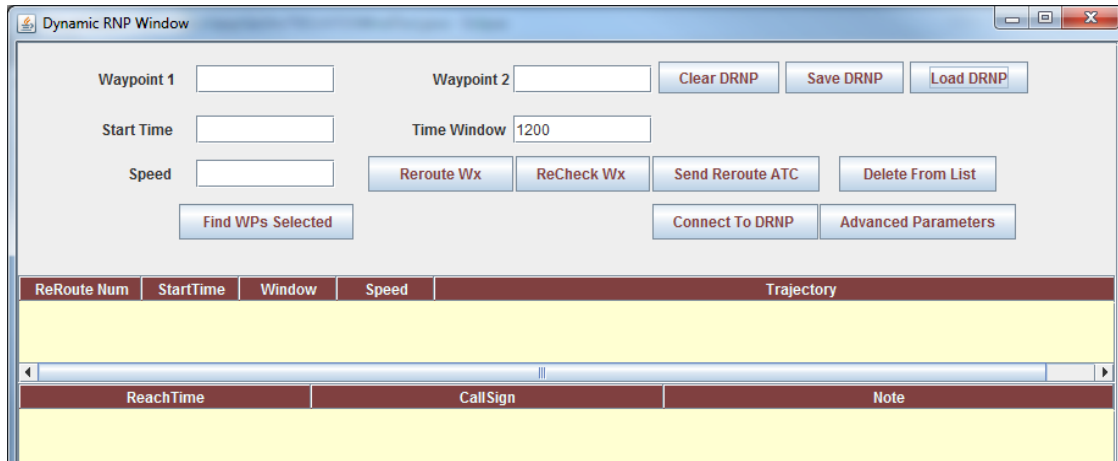 Dynamic RNP Window
Waypoint 1 Waypoint 2 Clear DRNP Save DRNP Load DRNP
Start Time Time Window 1200
Speed Reroute Wx ReCheck Wx Send Reroute ATC Delete From List
Find WPs Selected Connect To DRNP Advanced Parameters
ReRoute Num StartTime Window Speed Trajectory
ReachTime CallSign Note